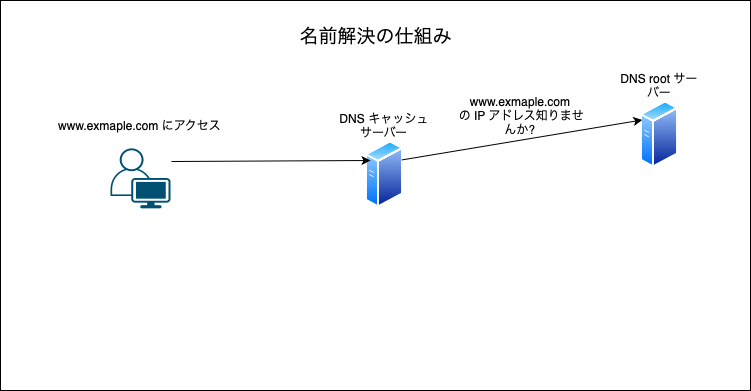 名前解決の仕組み
DNS root サー
バー
www.exmaple.com
の IP アドレス知りませ
んか?
DNS キャッシュ
サーバー
www.exmaple.com にアクセス